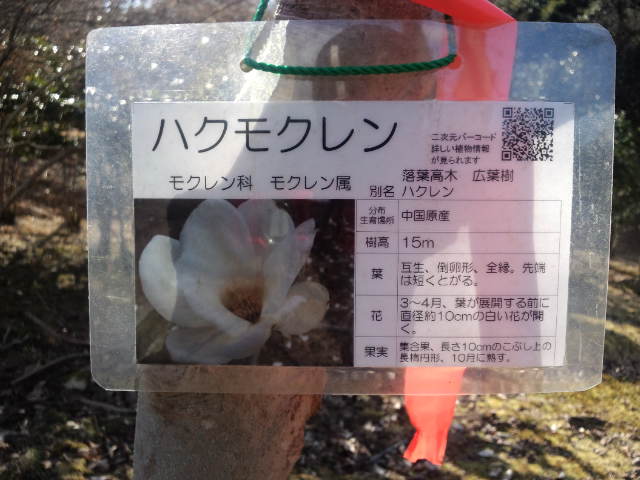 ハクモクレン
二次元バーコード
詳しい植物情報
が見られます
モクレン科 モクレン属
落葉高木 広葉樹
別名 ハクレン
分布
生育場所
中国原産
樹高
15m
葉
互生、倒卵形、全縁。先端
は短くとがる。
花
3〜4月、葉が展開する前に
直径約10cmの白い花が開
く。
果実
集合果、長さ10cmのこぶし上の
長楕円形、10月に熟す。